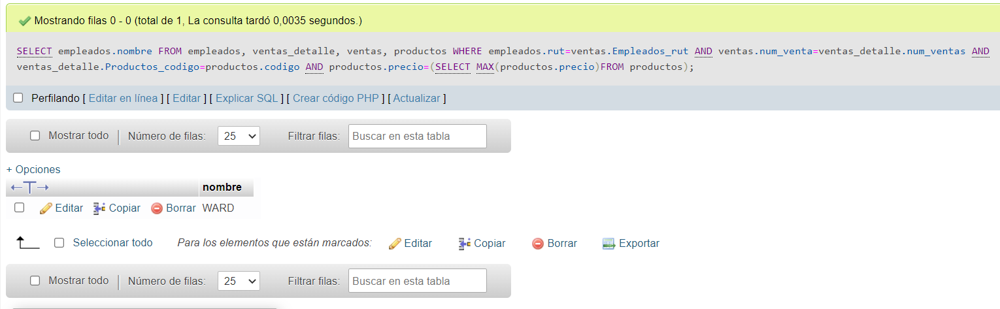 Mostrando filas 0 - 0 (total de 1, La consulta tardó 0,0035 segundos.)
SELECT empleados.nombre FROM empleados, ventas_detalle, ventas, productos WHERE empleados.rut=ventas.Empleados_rut AND ventas.num_venta=ventas_detalle.num_ventas AND
ventas_detalle.Productos_codigo=productos.codigo AND productos.precio=(SELECT MAX(productos.precio)FROM productos);
Perfilando [ Editar en línea ] [ Editar ] [ Explicar SQL ] [ Crear código PHP ] [ Actualizar ]
Mostrar todo | Número de filas: 25 Filtrar filas: Buscar en esta tabla
+ Opciones
←T→ nombre
Editar Copiar Borrar WARD
Seleccionar todo Para los elementos que están marcados: Editar Copiar Borrar Exportar
Mostrar todo | Número de filas: 25 Filtrar filas: Buscar en esta tabla